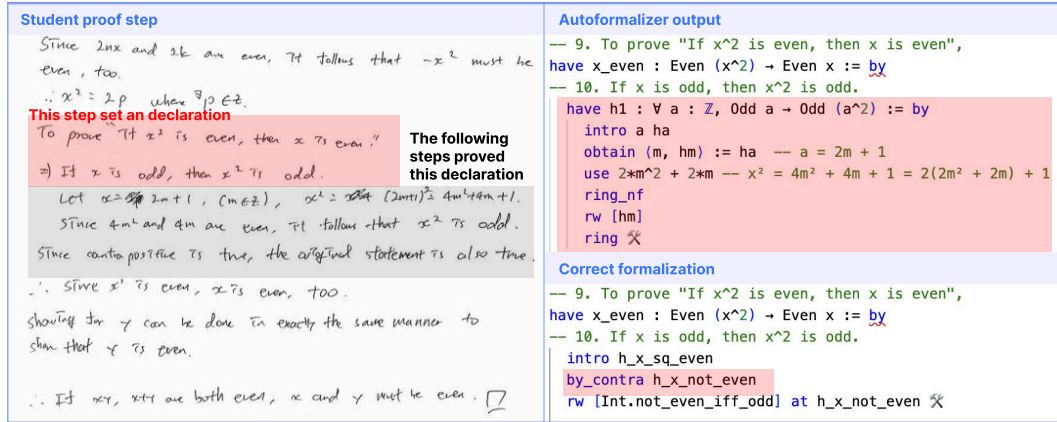 Student proof step
Since 2nx and 2k are even, it follows that -x² must be
even, too.
∴ x² = 2p where ∃p∈Z.
This step set an declaration
To prove "If x² is even, then x is even."
⇒) If x is odd, then x² is odd.
The following
steps proved
this declaration
Let x = 2m+1, (m∈Z), x² = (2m+1)² = 4m²+4m+1.
Since 4m² and 4m are even, it follows that x² is odd.
Since contrapositive is true, the original statement is also true.
∴ Since x² is even, x is even, too.
showing for y can be done in exactly the same manner to
show that y is even.
∴ If xy, x+y are both even, x and y must be even. □
Autoformalizer output
-- 9. To prove "If x^2 is even, then x is even",
have x_even : Even (x^2) → Even x := by
-- 10. If x is odd, then x^2 is odd.
have h1 : ∀ a : ℤ, Odd a → Odd (a^2) := by
intro a ha
obtain ⟨m, hm⟩ := ha -- a = 2m + 1
use 2*m^2 + 2*m -- x² = 4m² + 4m + 1 = 2(2m² + 2m) + 1
ring_nf
rw [hm]
ring 🛠
Correct formalization
-- 9. To prove "If x^2 is even, then x is even",
have x_even : Even (x^2) → Even x := by
-- 10. If x is odd, then x^2 is odd.
intro h_x_sq_even
by_contra h_x_not_even
rw [Int.not_even_iff_odd] at h_x_not_even 🛠